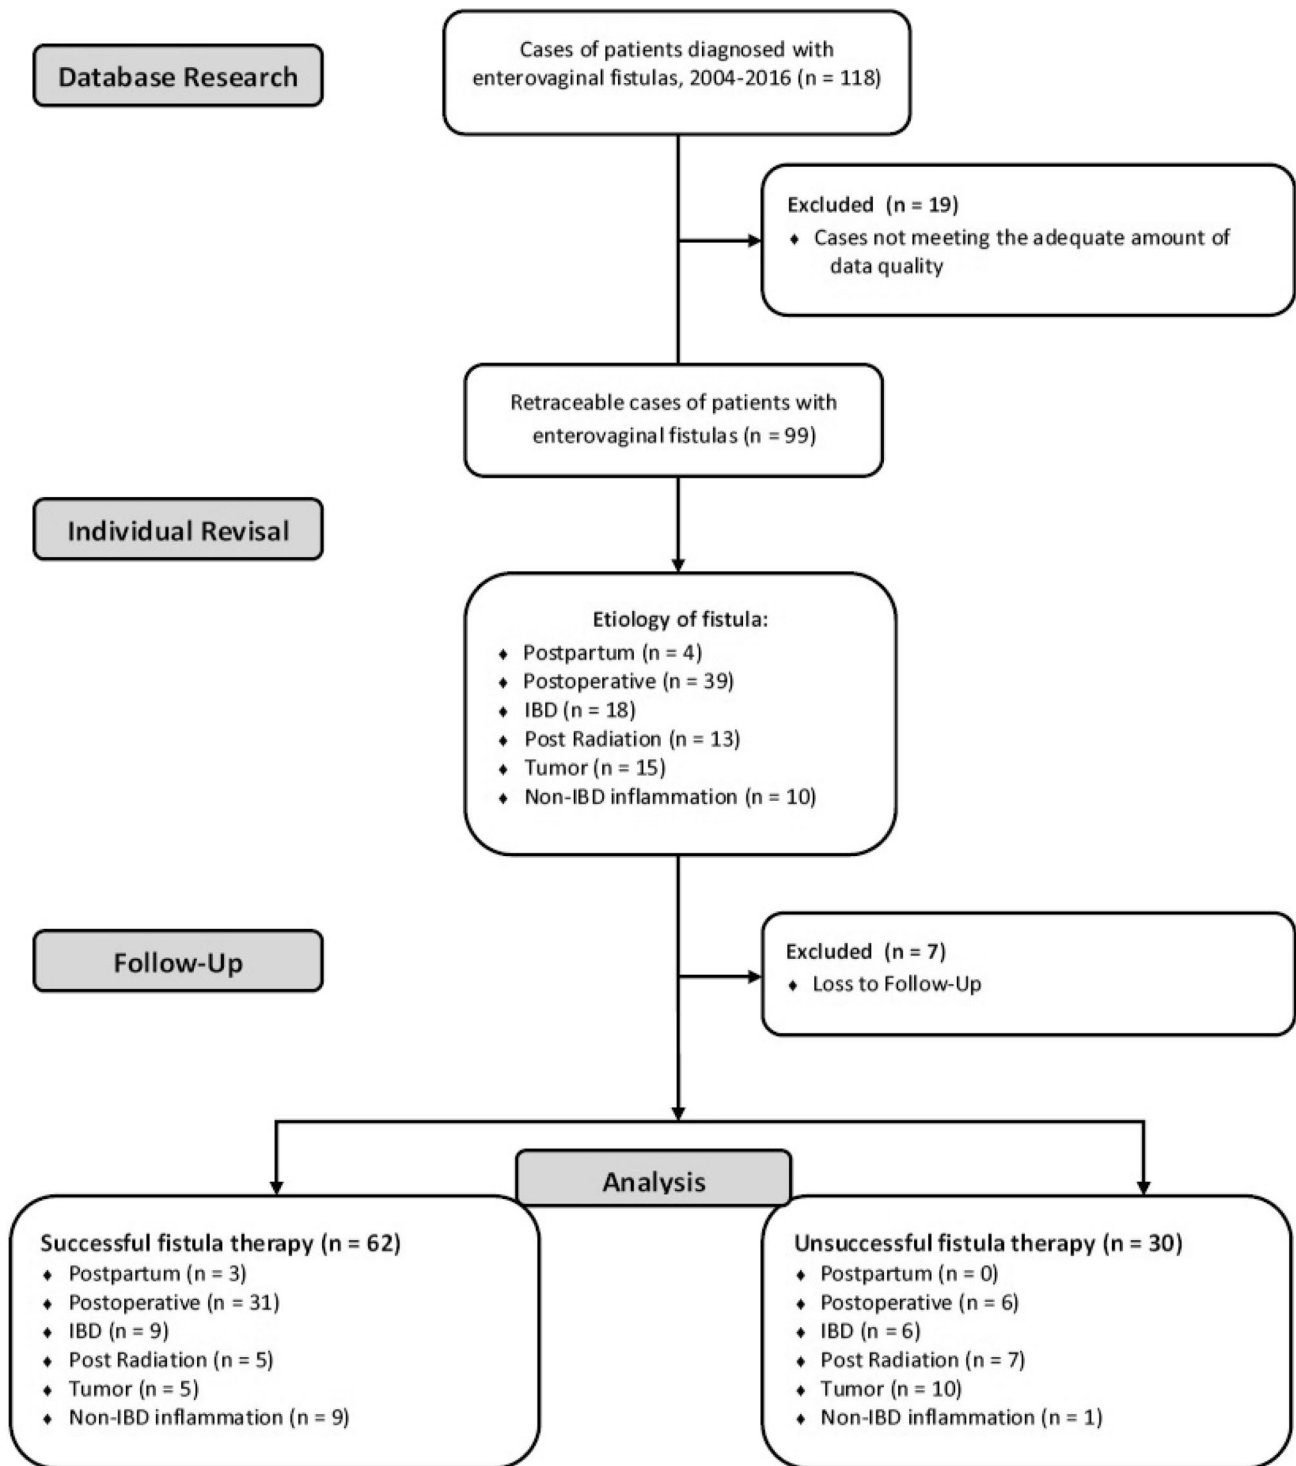 Database Research
Cases of patients diagnosed with
enterovaginal fistulas, 2004-2016 (n = 118)
Excluded (n = 19)
♦ Cases not meeting the adequate amount of
data quality
Retraceable cases of patients with
enterovaginal fistulas (n = 99)
Individual Revisal
Etiology of fistula:
♦ Postpartum (n = 4)
♦ Postoperative (n = 39)
♦ IBD (n = 18)
♦ Post Radiation (n = 13)
♦ Tumor (n = 15)
♦ Non-IBD inflammation (n = 10)
Follow-Up
Excluded (n = 7)
♦ Loss to Follow-Up
Analysis
Successful fistula therapy (n = 62)
♦ Postpartum (n = 3)
♦ Postoperative (n = 31)
♦ IBD (n = 9)
♦ Post Radiation (n = 5)
♦ Tumor (n = 5)
♦ Non-IBD inflammation (n = 9)
Unsuccessful fistula therapy (n = 30)
♦ Postpartum (n = 0)
♦ Postoperative (n = 6)
♦ IBD (n = 6)
♦ Post Radiation (n = 7)
♦ Tumor (n = 10)
♦ Non-IBD inflammation (n = 1)